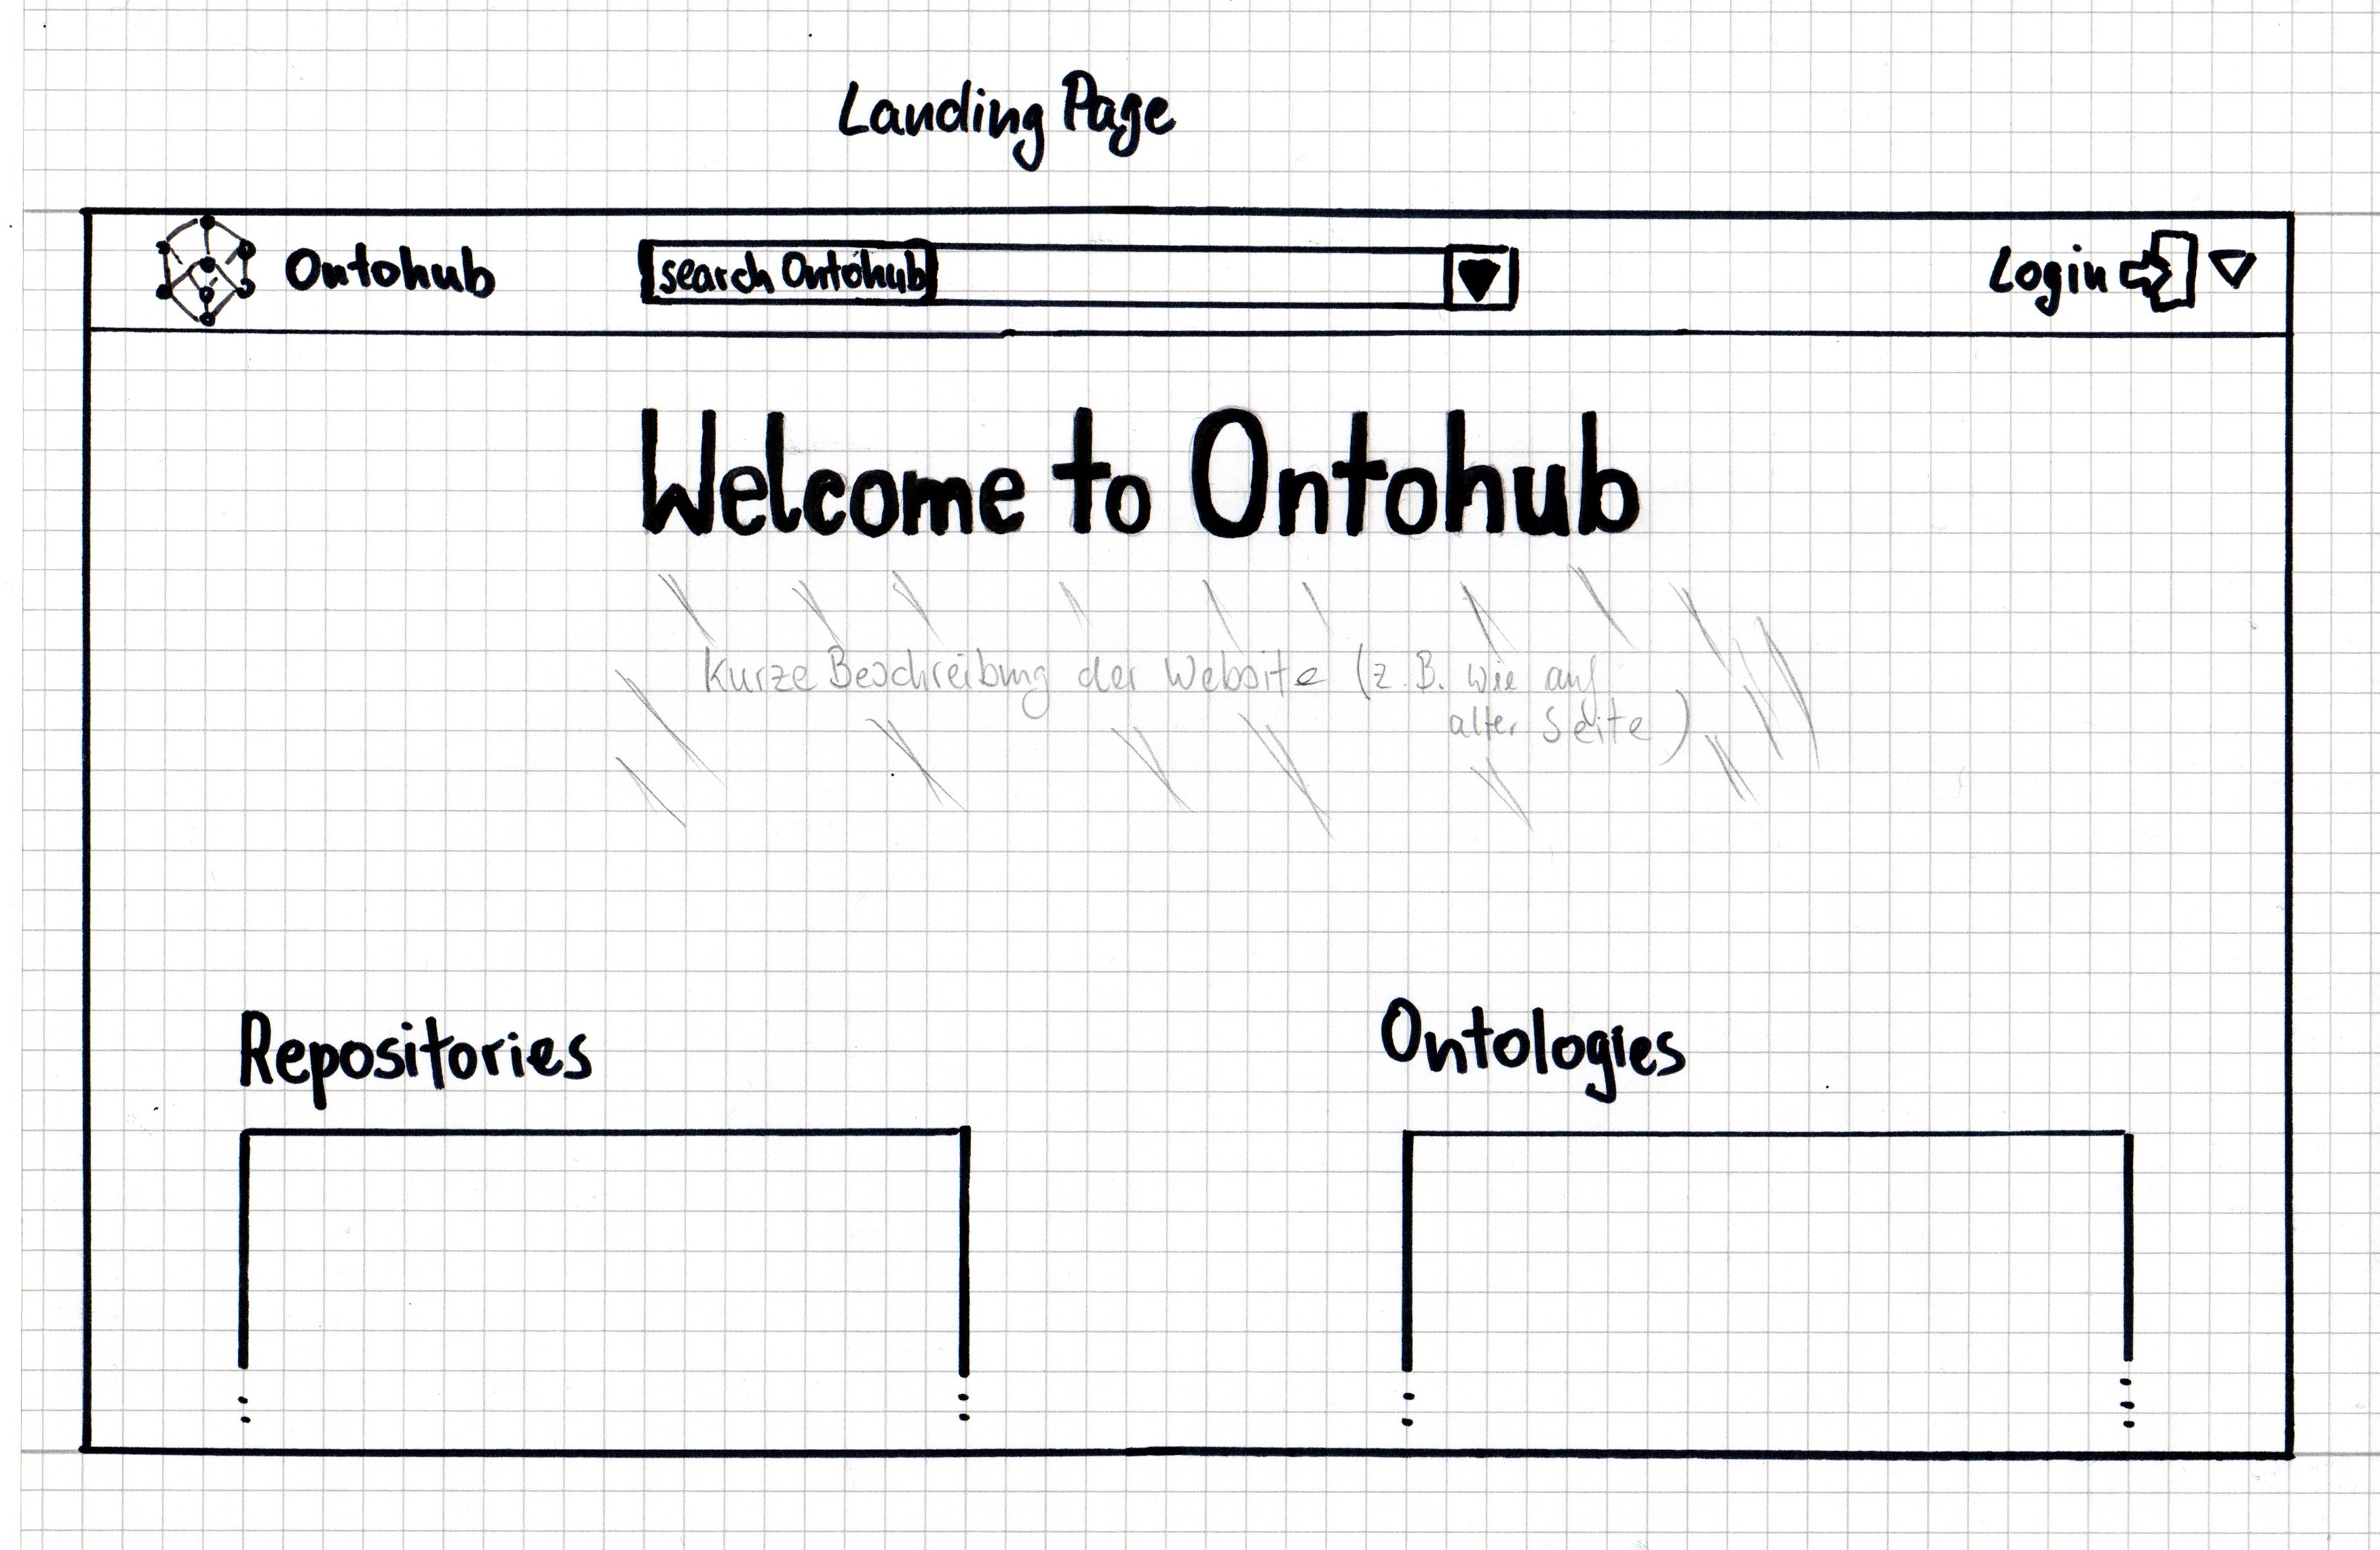 Landing Page
Ontohub
search Ontohub
Login
Welcome to Ontohub
Kurze Beschreibung der Website (z.B. wie auf
alter Seite)
Repositories
Ontologies